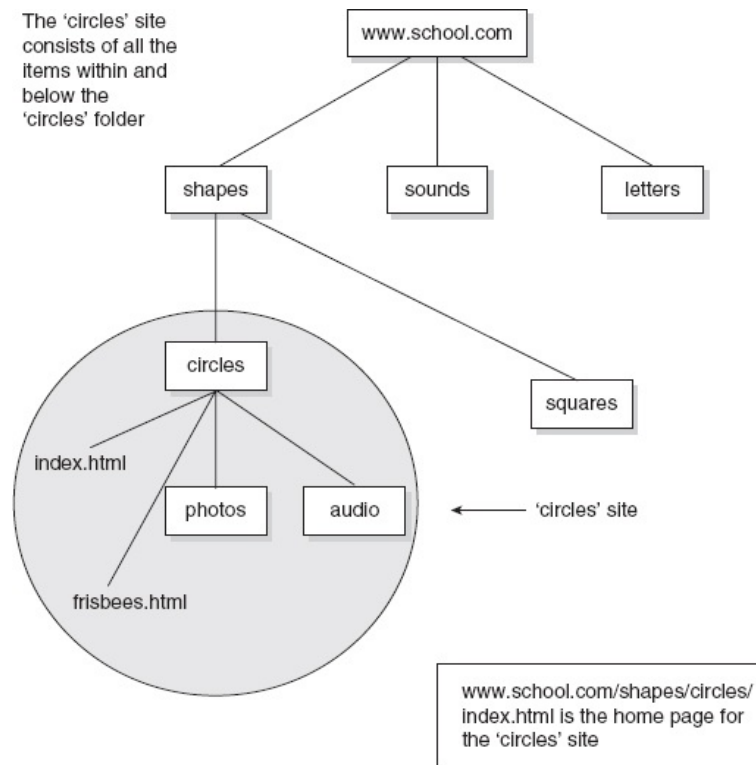 The ‘circles’ site
consists of all the
items within and
below the
‘circles’ folder
www.school.com
shapes
sounds
letters
circles
squares
index.html
photos
audio
‘circles’ site
frisbees.html
www.school.com/shapes/circles/
index.html is the home page for
the ‘circles’ site